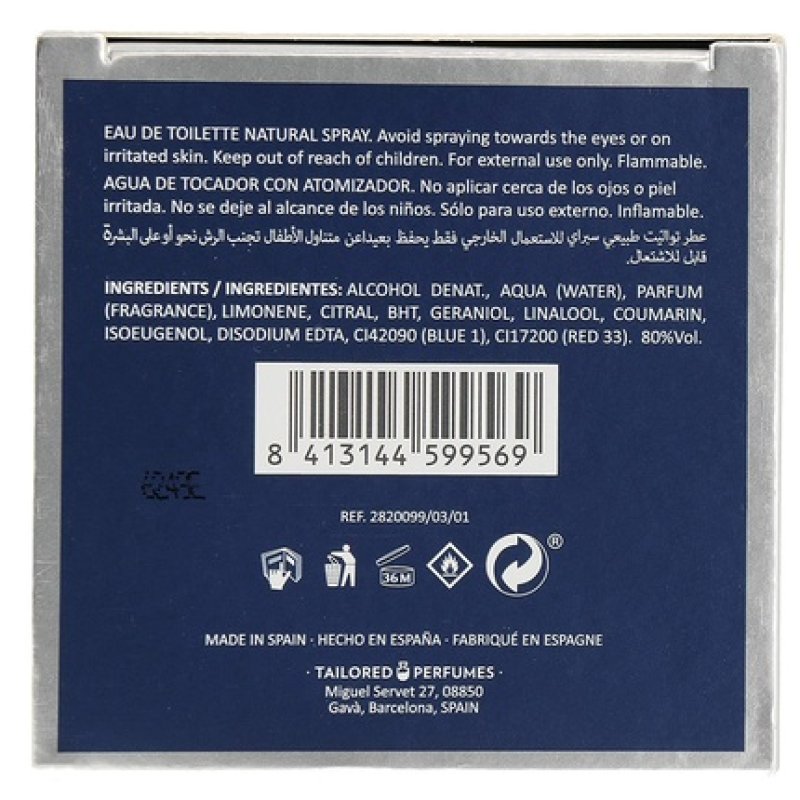 EAU DE TOILETTE NATURAL SPRAY. Avoid spraying towards the eyes or on
irritated skin. Keep out of reach of children. For external use only. Flammable.
AGUA DE TOCADOR CON ATOMIZADOR. No aplicar cerca de los ojos o piel
irritada. No se deje al alcance de los niños. Sólo para uso externo. Inflamable.
عطر تواليت طبيعي سبراي للاستعمال الخارجي فقط يحفظ بعيداعن متناول الأطفال تجنب الرش نحو أو على البشرة
قابل للاشتعال.
INGREDIENTS / INGREDIENTES: ALCOHOL DENAT., AQUA (WATER), PARFUM
(FRAGRANCE), LIMONENE, CITRAL, BHT, GERANIOL, LINALOOL, COUMARIN,
ISOEUGENOL, DISODIUM EDTA, CI42090 (BLUE 1), CI17200 (RED 33). 80%Vol.
8 413144 599569
REF. 2820099/03/01
36M
®
MADE IN SPAIN · HECHO EN ESPAÑA · FABRIQUÉ EN ESPAGNE
· TAILORED PERFUMES ·
Miguel Servet 27, 08850
Gavà, Barcelona, SPAIN